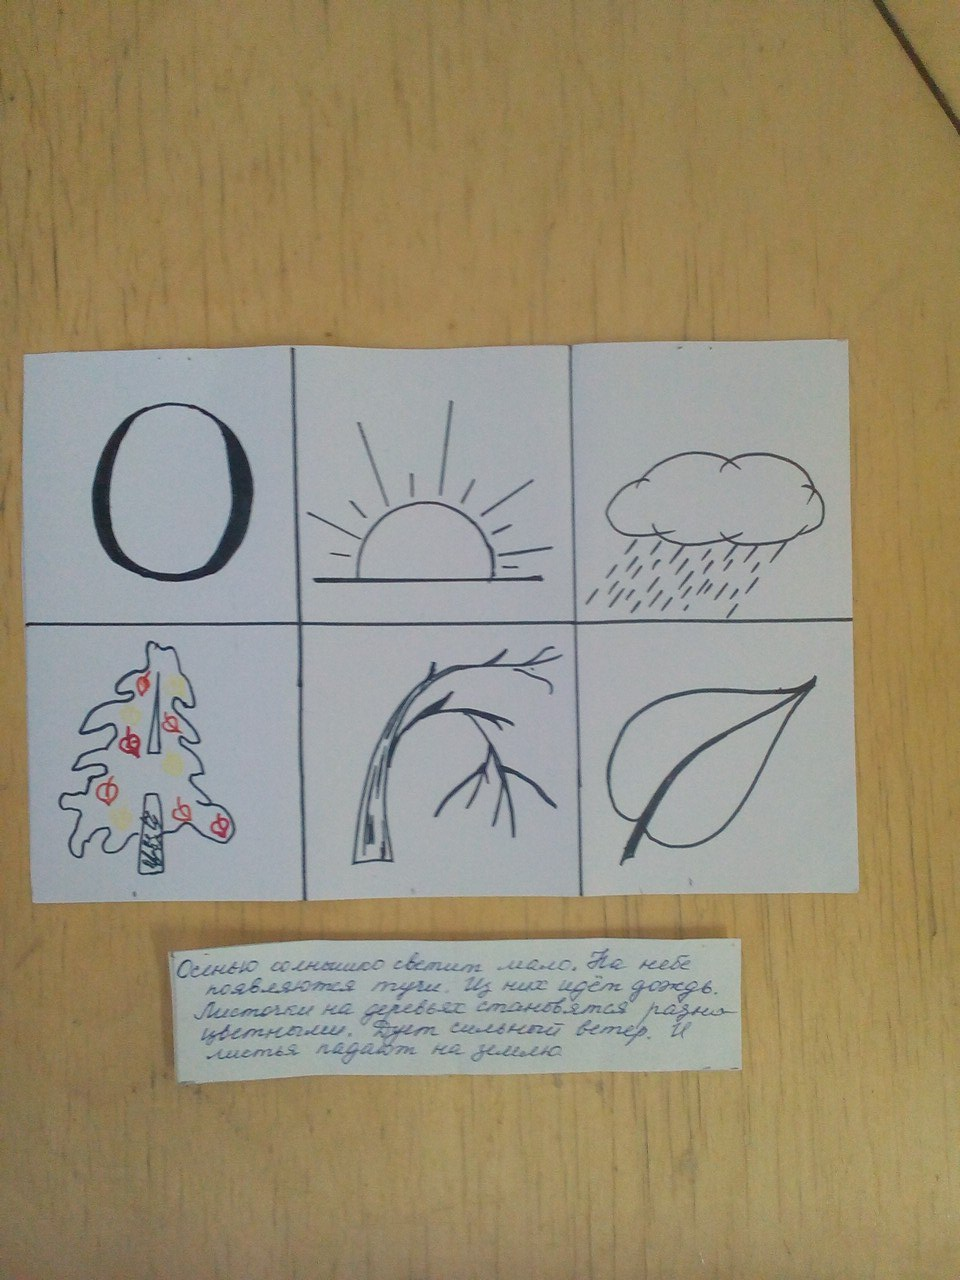 О
Осенью солнышко светит мало. На небе
появляются тучи. Из них идёт дождь.
Листочки на деревьях становятся разно-
цветными. Дует сильный ветер. И
листья падают на землю